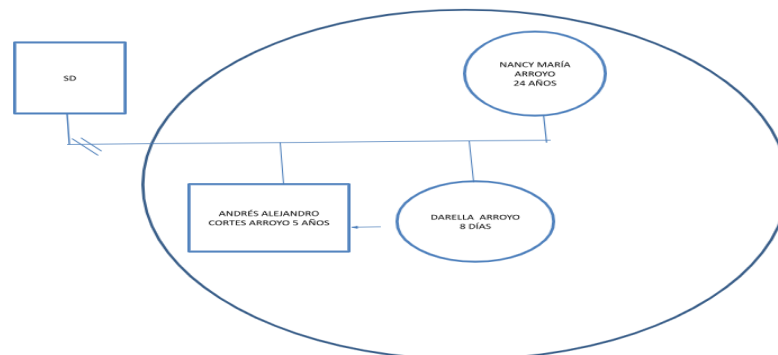 SD
NANCY MARÍA
ARROYO
24 AÑOS
ANDRÉS ALEJANDRO
CORTES ARROYO 5 AÑOS
DARELLA ARROYO
8 DÍAS